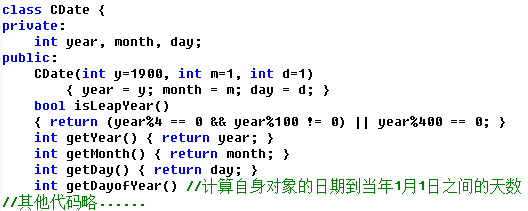 class CDate {
private:
    int year, month, day;
public:
    CDate(int y=1900, int m=1, int d=1)
        { year = y; month = m; day = d; }
    bool isLeapYear()
    { return (year%4 == 0 && year%100 != 0) || year%400 == 0; }
    int getYear() { return year; }
    int getMonth() { return month; }
    int getDay() { return day; }
    int getDayofYear() //计算自身对象的日期到当年1月1日之间的天数
//其他代码略------